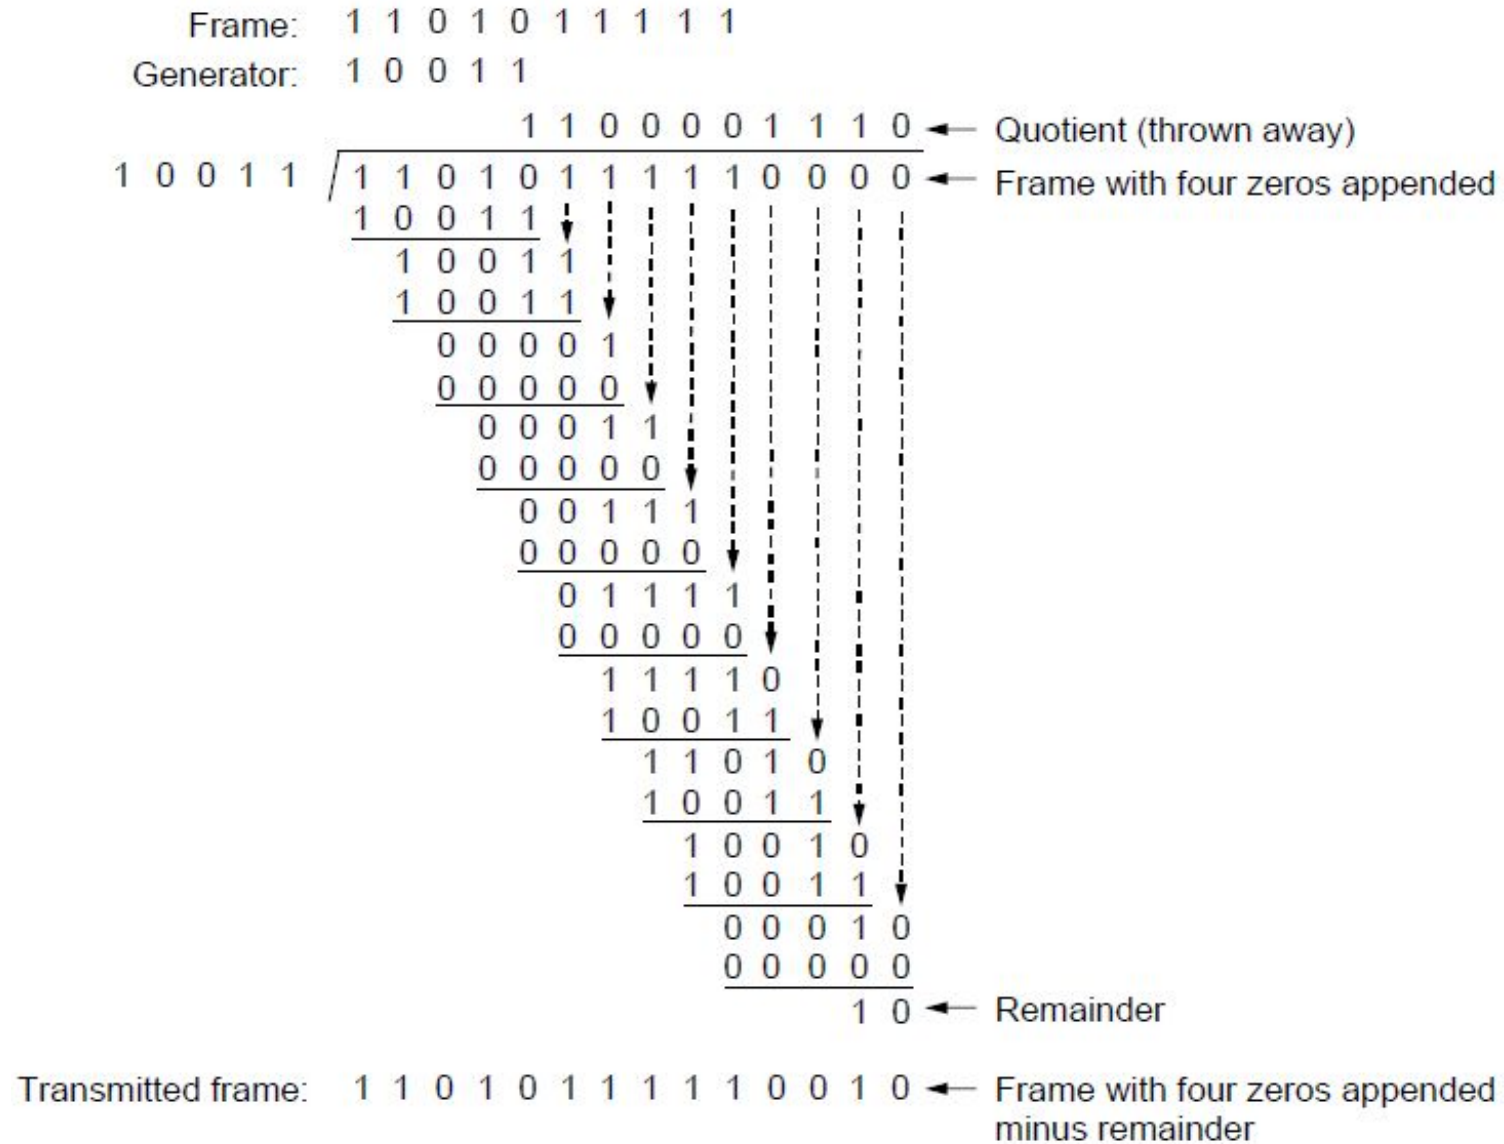 Frame: 1 1 0 1 0 1 1 1 1 1
Generator: 1 0 0 1 1
1 1 0 0 0 0 1 1 1 0 Quotient (thrown away)
1 0 0 1 1 1 1 0 1 0 1 1 1 1 1 0 0 0 0 Frame with four zeros appended
1 0 0 1 1
1 0 0 1 1
1 0 0 1 1
0 0 0 0 1
0 0 0 0 0
0 0 0 1 1
0 0 0 0 0
0 0 1 1 1
0 0 0 0 0
0 1 1 1 1
0 0 0 0 0
1 1 1 1 0
1 0 0 1 1
1 1 0 1 0
1 0 0 1 1
1 0 0 1 0
1 0 0 1 1
0 0 0 1 0
0 0 0 0 0
1 0 Remainder
Transmitted frame: 1 1 0 1 0 1 1 1 1 1 0 0 1 0 Frame with four zeros appended
minus remainder